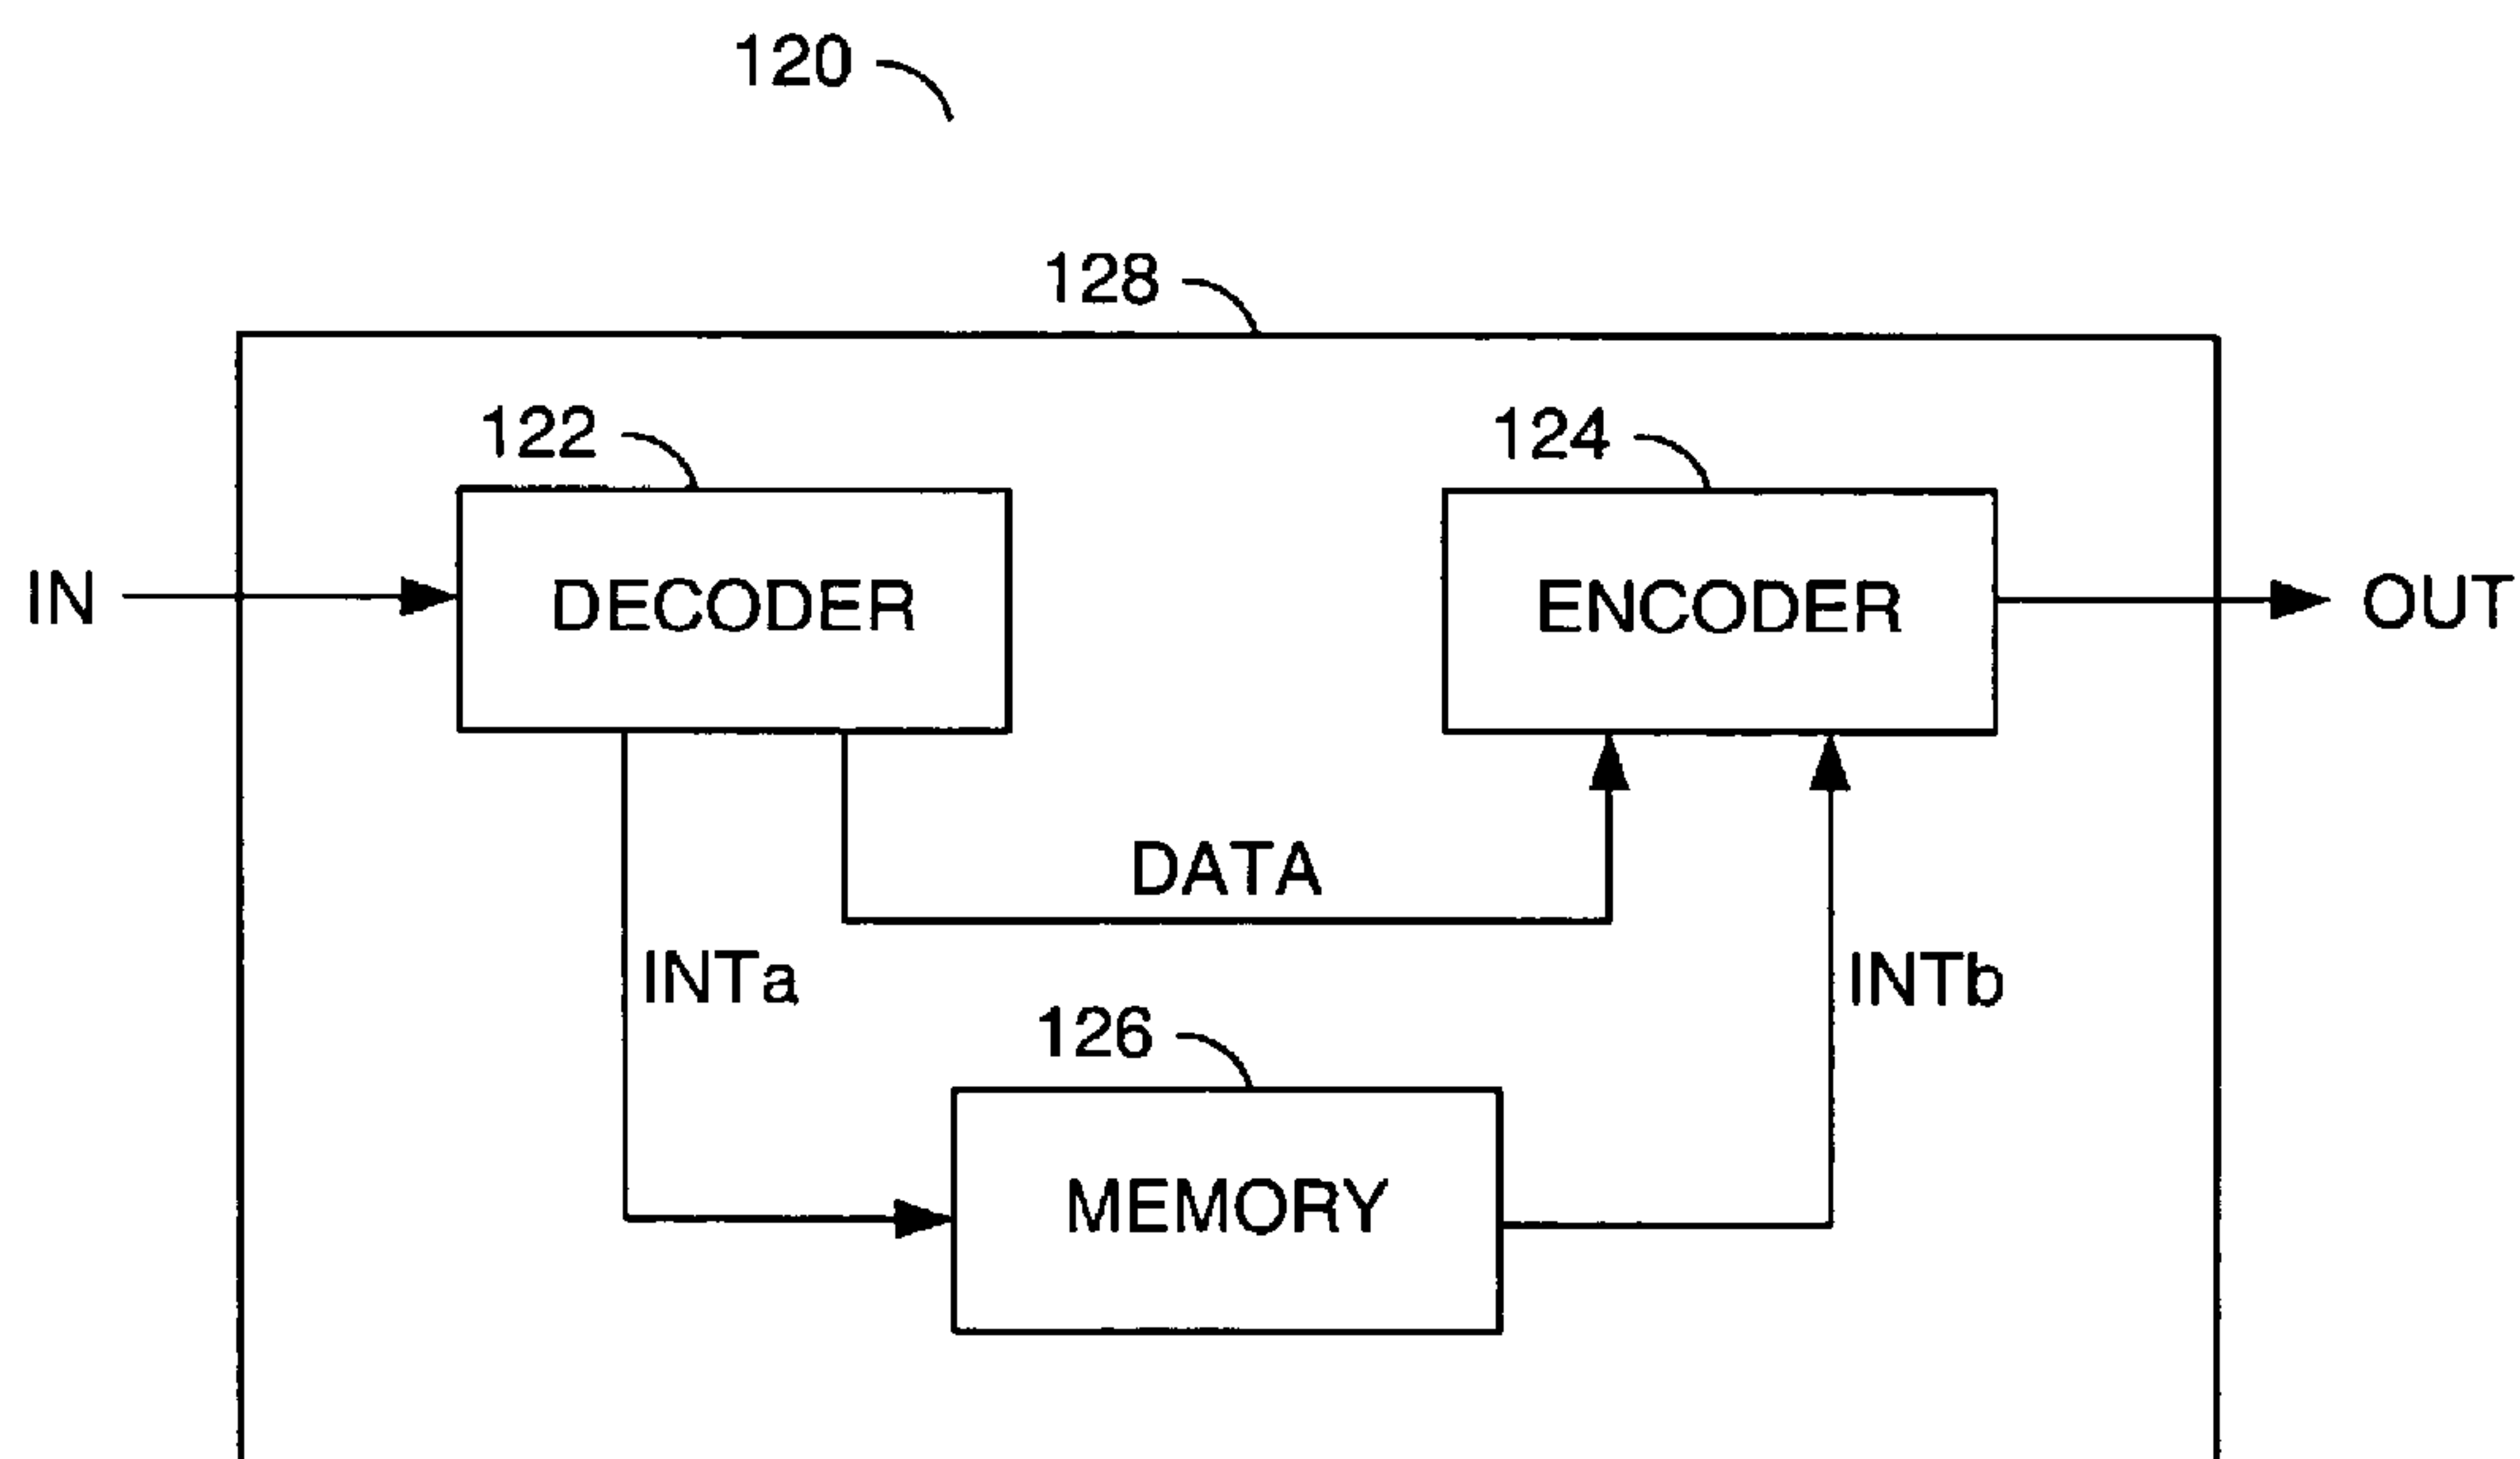 120
128
122
124
IN
DECODER
ENCODER
OUT
DATA
INTa
INTb
126
MEMORY